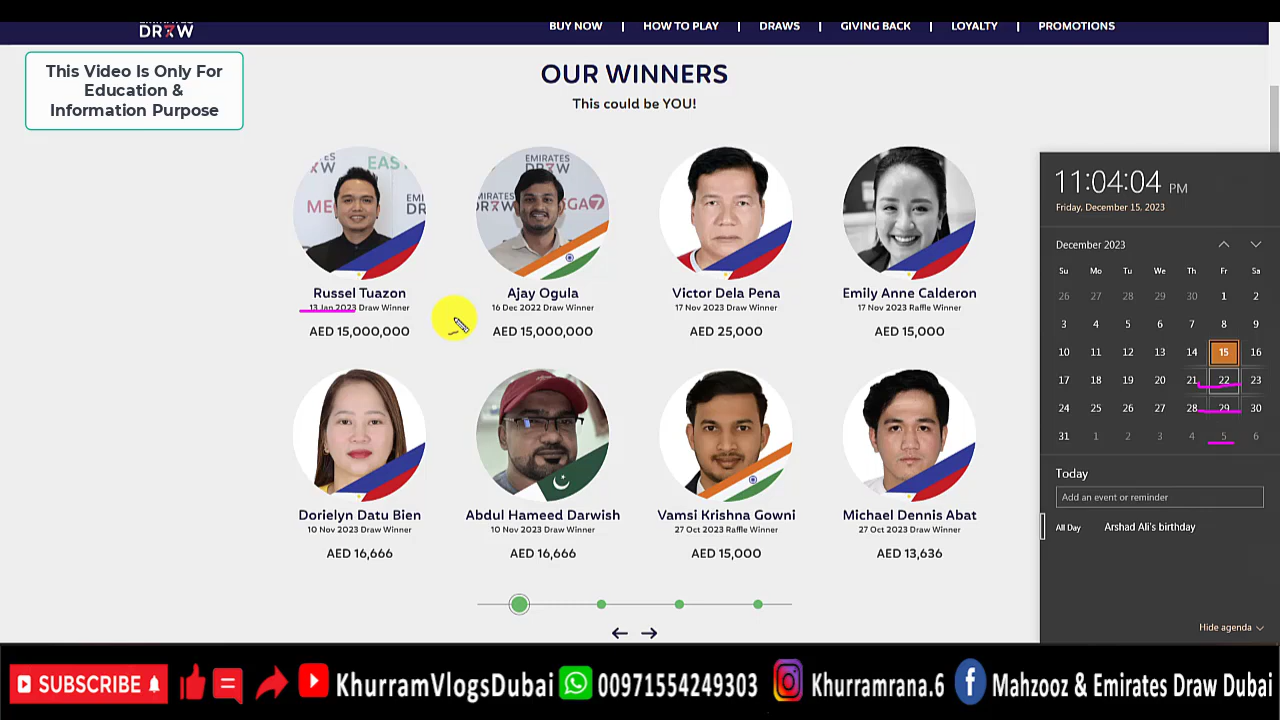 EMIRATES
DRAW
BUY NOW | HOW TO PLAY | DRAWS | GIVING BACK | LOYALTY | PROMOTIONS
This Video Is Only For
Education &
Information Purpose
OUR WINNERS
This could be YOU!
EAS
ME
DR
Russel Tuazon
13 Jan 2023 Draw Winner
AED 15,000,000
EMIRATES
DR7W
EMIRATES
GA7
Ajay Ogula
16 Dec 2022 Draw Winner
AED 15,000,000
Victor Dela Pena
17 Nov 2023 Draw Winner
AED 25,000
Emily Anne Calderon
17 Nov 2023 Raffle Winner
AED 15,000
Dorielyn Datu Bien
10 Nov 2023 Draw Winner
AED 16,666
Abdul Hameed Darwish
10 Nov 2023 Draw Winner
AED 16,666
Vamsi Krishna Gowni
27 Oct 2023 Raffle Winner
AED 15,000
Michael Dennis Abat
27 Oct 2023 Draw Winner
AED 13,636
11:04:04 PM
Friday, December 15, 2023
December 2023
Su Mo Tu We Th Fr Sa
26 27 28 29 30 1 2
3 4 5 6 7 8 9
10 11 12 13 14 15 16
17 18 19 20 21 22 23
24 25 26 27 28 29 30
31 1 2 3 4 5 6
Today
Add an event or reminder
All Day Arshad Ali's birthday
Hide agenda
SUBSCRIBE
KhurramVlogsDubai
00971554249303
Khurramrana.6
Mahzooz & Emirates Draw Dubai